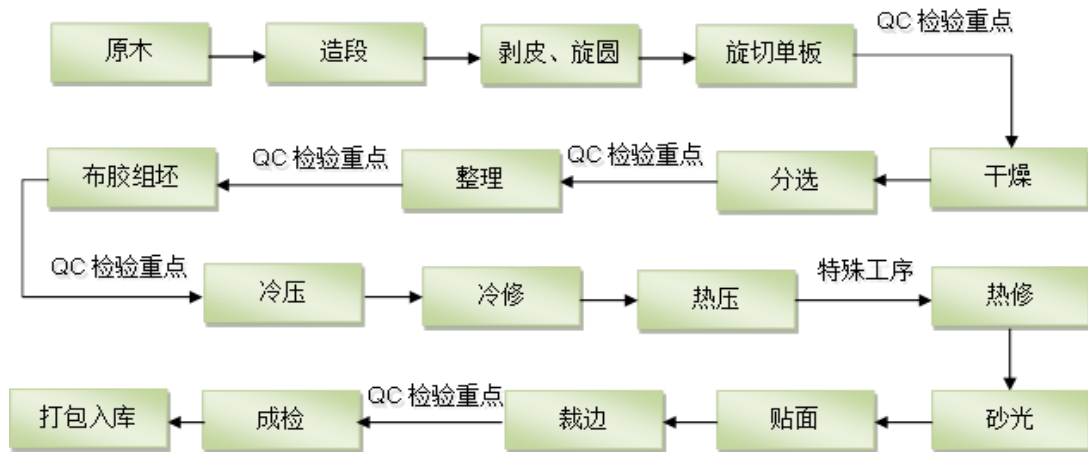 QC 检验重点
原木
造段
剥皮、旋圆
旋切单板
布胶组坯
QC 检验重点
整理
QC 检验重点
分选
干燥
QC 检验重点
冷压
冷修
热压
特殊工序
热修
打包入库
成检
QC 检验重点
裁边
贴面
砂光